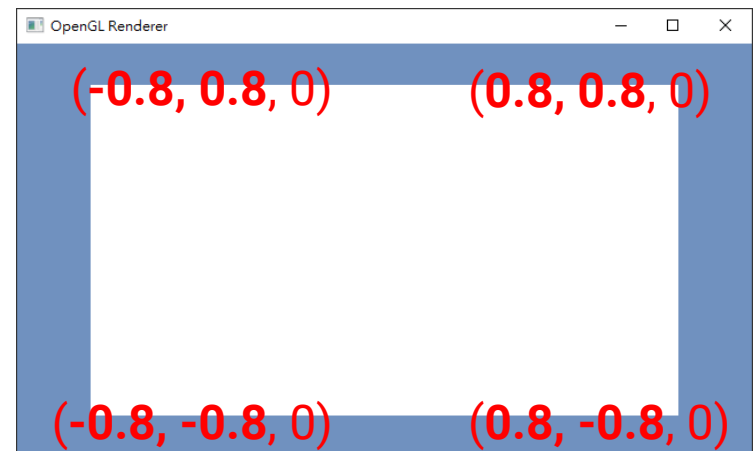 OpenGL Renderer
(-0.8, 0.8, 0) (0.8, 0.8, 0)
(-0.8, -0.8, 0) (0.8, -0.8, 0)